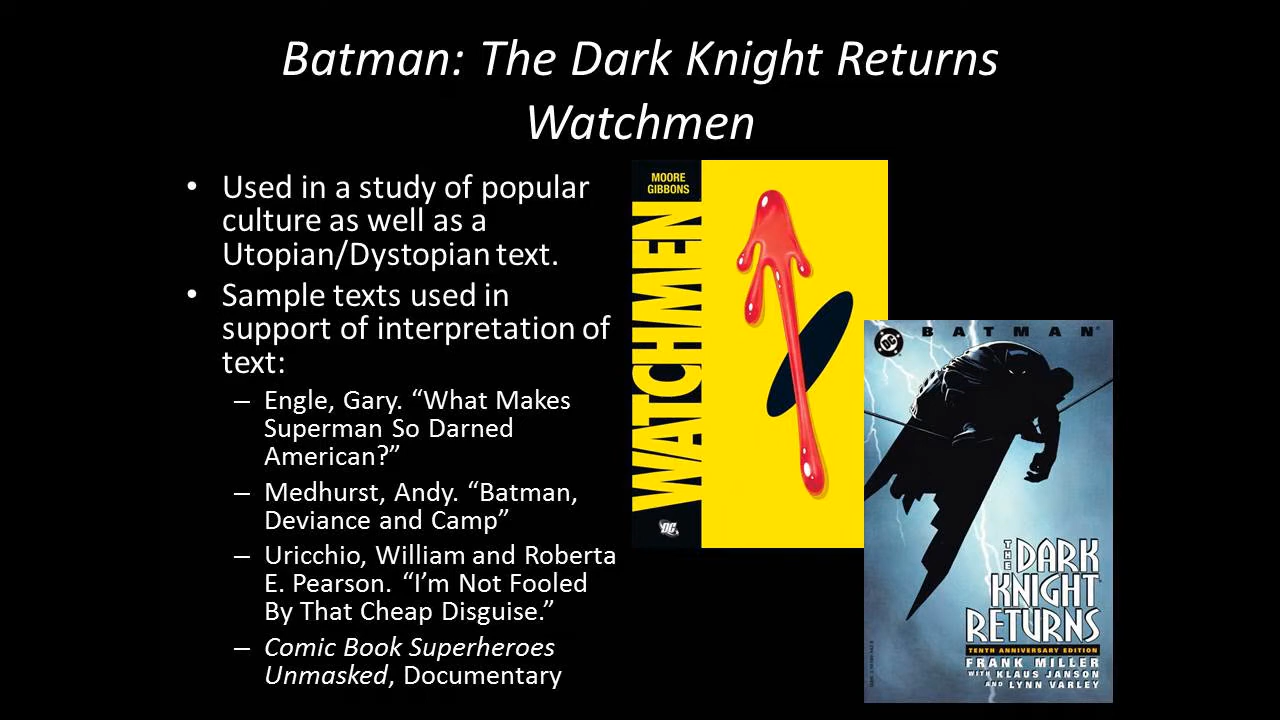 Batman: The Dark Knight Returns
Watchmen
• Used in a study of popular
culture as well as a
Utopian/Dystopian text.
• Sample texts used in
support of interpretation of
text:
– Engle, Gary. “What Makes
Superman So Darned
American?”
– Medhurst, Andy. “Batman,
Deviance and Camp”
– Uricchio, William and Roberta
E. Pearson. “I’m Not Fooled
By That Cheap Disguise.”
– Comic Book Superheroes
Unmasked, Documentary
MOORE
GIBBONS
WATCHMEN
DC
BATMAN
DC
THE DARK
KNIGHT
RETURNS
TENTH ANNIVERSARY EDITION
FRANK MILLER
WITH KLAUS JANSON
AND LYNN VARLEY